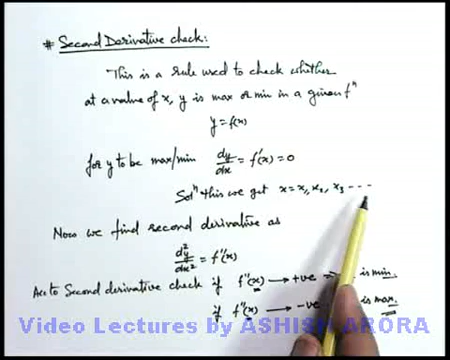 # Second Derivative check:
This is a rule used to check whether
at a value of x, y is max or min in a given fⁿ
y = f(x)
for y to be max/min dy/dx = f'(x) = 0
Solⁿ this we get x = x₁, x₂, x₃ - - -
Now we find second derivative as
d²y/dx² = f''(x)
Acc to Second derivative check if f''(x) → +ve → is min.
if f''(x) → -ve is max.
Video Lectures by ASHISH ARORA